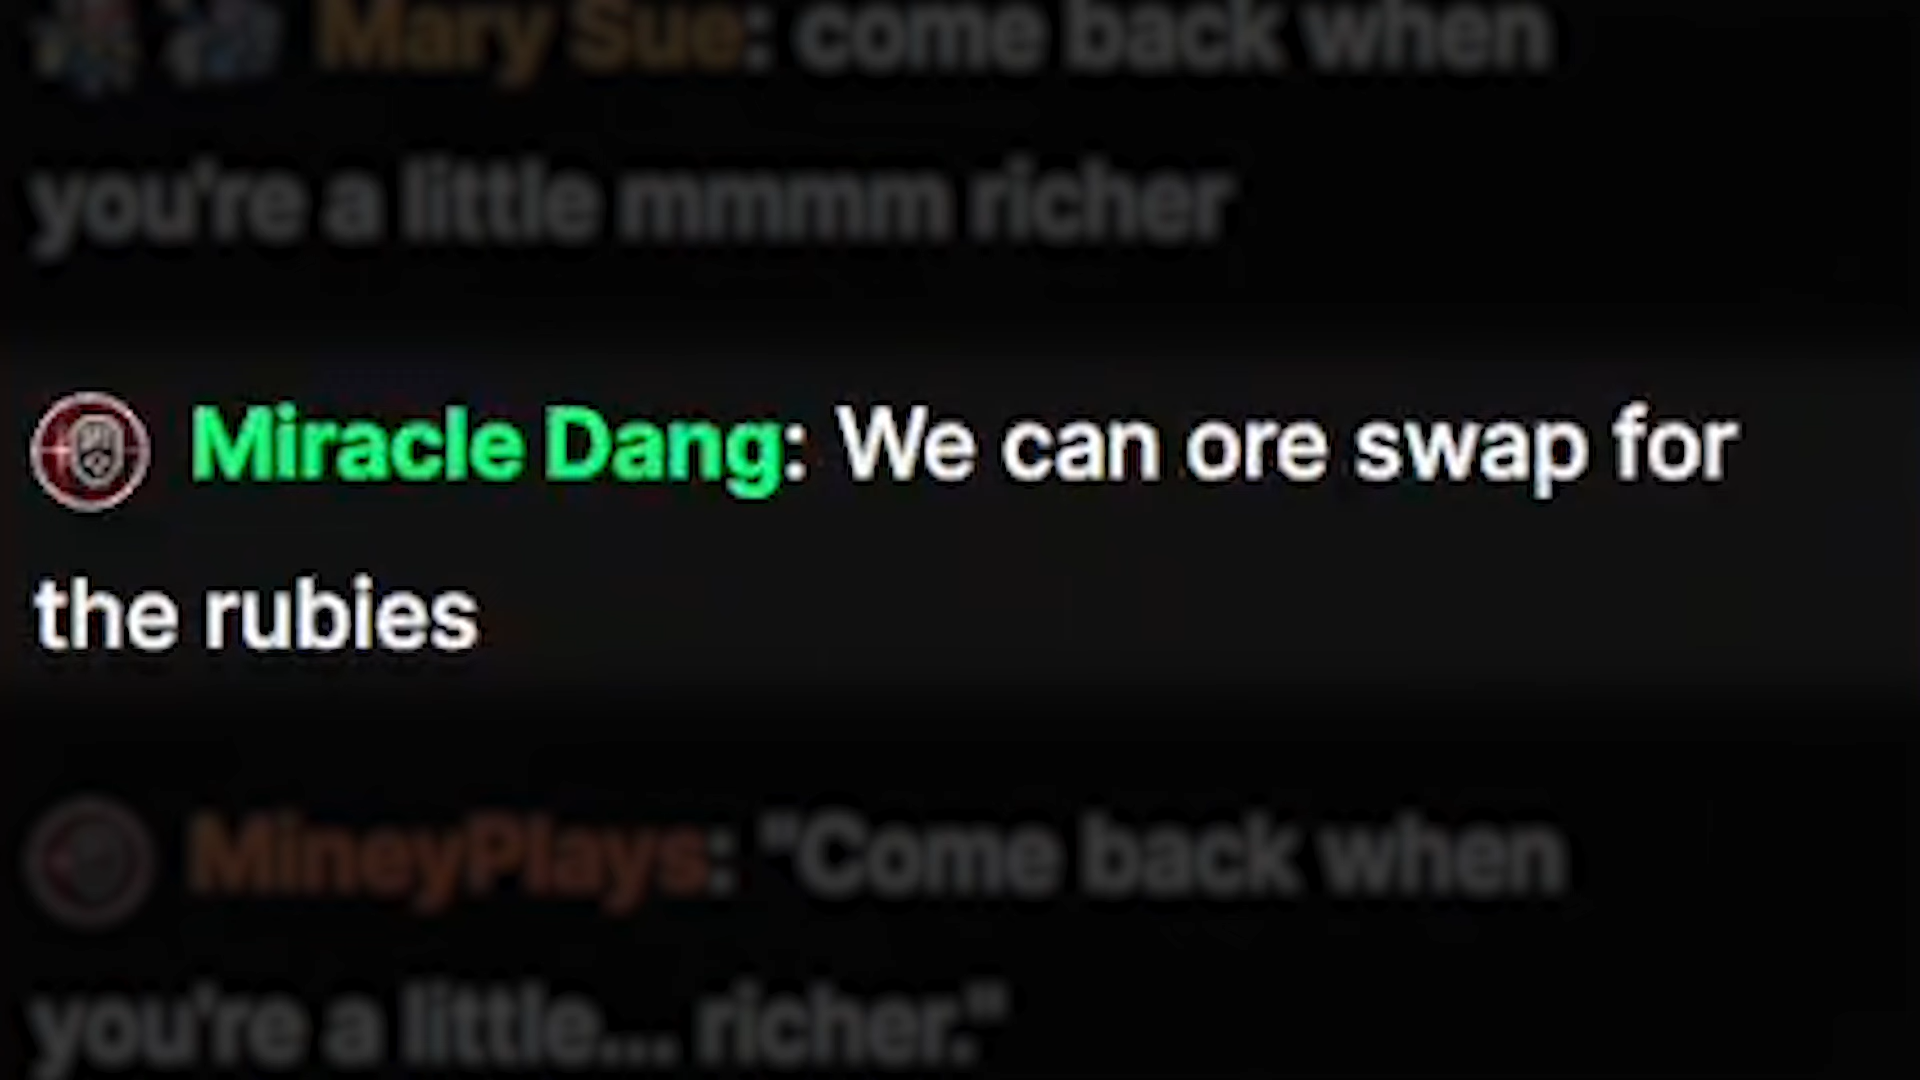 Mary Sue: come back when
you're a little mmmm richer
Miracle Dang: We can ore swap for
the rubies
MineyPlays: "Come back when
you're a little... richer."